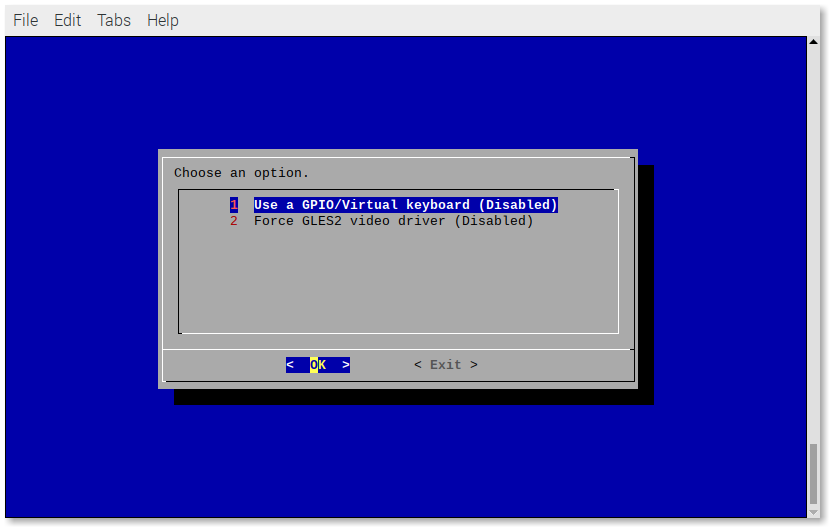 File Edit Tabs Help
Choose an option.
1 Use a GPIO/Virtual keyboard (Disabled)
2 Force GLES2 video driver (Disabled)
< OK > < Exit >